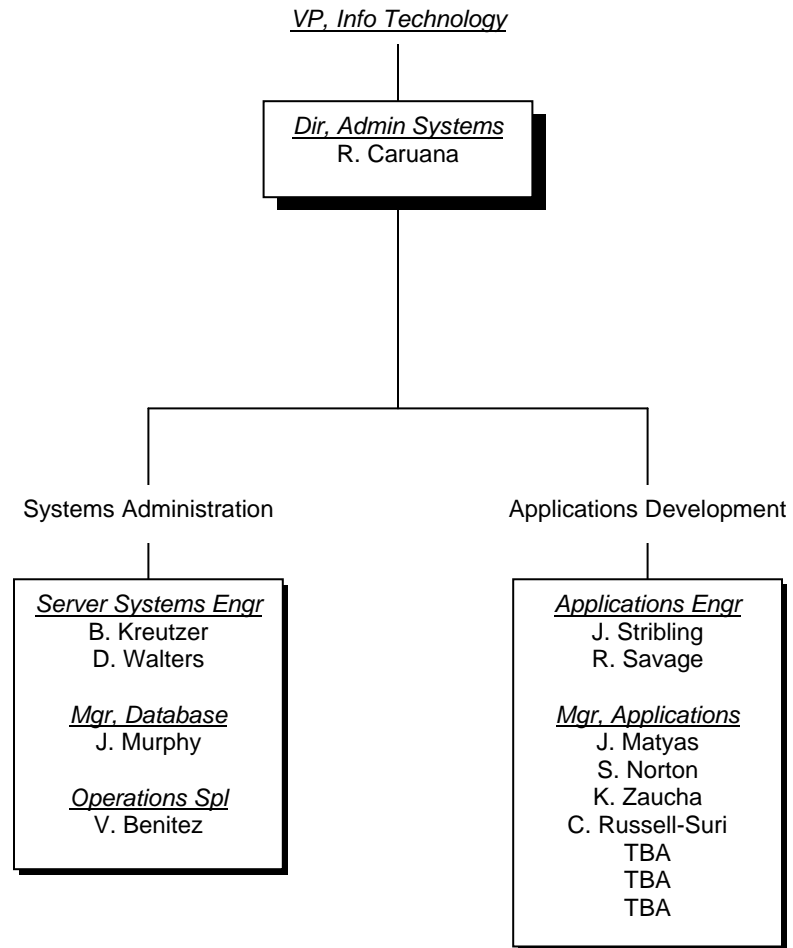 VP, Info Technology
Dir, Admin Systems
R. Caruana
Systems Administration
Applications Development
Server Systems Engr
B. Kreutzer
D. Walters
Mgr, Database
J. Murphy
Operations Spl
V. Benitez
Applications Engr
J. Stribling
R. Savage
Mgr, Applications
J. Matyas
S. Norton
K. Zaucha
C. Russell-Suri
TBA
TBA
TBA